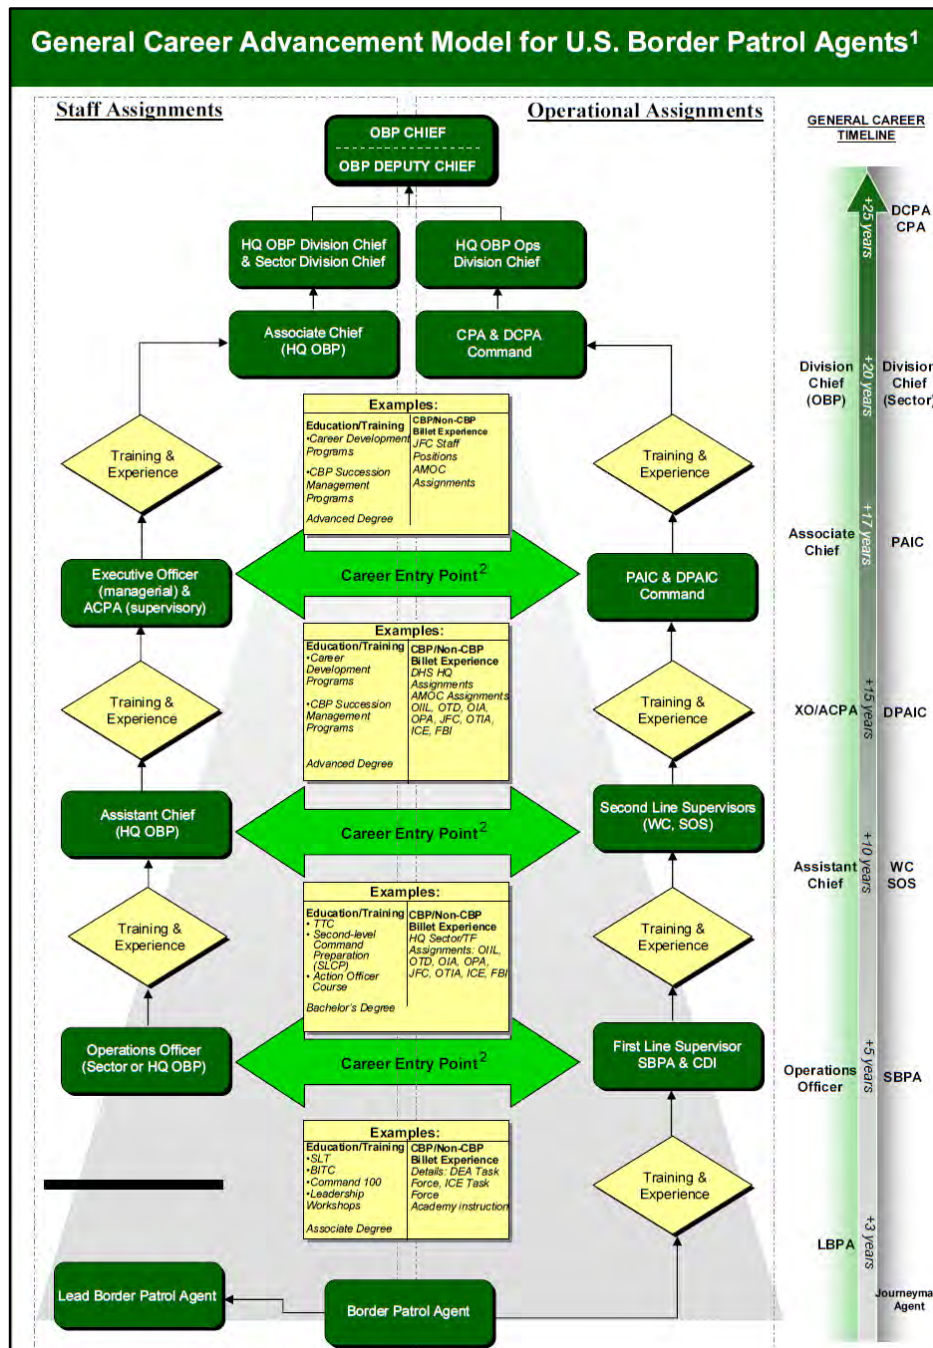 General Career Advancement Model for U.S. Border Patrol Agents¹
Staff Assignments
Operational Assignments
GENERAL CAREER
TIMELINE
OBP CHIEF
OBP DEPUTY CHIEF
HQ OBP Division Chief
& Sector Division Chief
HQ OBP Ops
Division Chief
+25 years
DCPA
CPA
Associate Chief
(HQ OBP)
CPA & DCPA
Command
Division
Chief
(OBP)
+20 years
Division
Chief
(Sector)
Training &
Experience
Examples:
Education/Training
•Career Development
Programs
•CBP Succession
Management
Programs
Advanced Degree
CBP/Non-CBP
Billet Experience
JFC Staff
Positions
AMOC
Assignments
Training &
Experience
Associate
Chief
+17 years
PAIC
Executive Officer
(managerial) &
ACPA (supervisory)
Career Entry Point²
PAIC & DPAIC
Command
Training &
Experience
Examples:
Education/Training
•Career
Development
Programs
•CBP Succession
Management
Programs
Advanced Degree
CBP/Non-CBP
Billet Experience
DHS HQ
Assignments
AMOC Assignments
OIIL, OTD, OIA,
OPA, JFC, OTIA,
ICE, FBI
Training &
Experience
XO/ACPA
+15 years
DPAIC
Assistant Chief
(HQ OBP)
Career Entry Point²
Second Line Supervisors
(WC, SOS)
Assistant
Chief
+10 years
WC
SOS
Training &
Experience
Examples:
Education/Training
• TTC
• Second-level
Command
Preparation
(SLCP)
• Action Officer
Course
Bachelor's Degree
CBP/Non-CBP
Billet Experience
HQ Sector/TF
Assignments: OIIL,
OTD, OIA, OPA,
JFC, OTIA, ICE, FBI
Training &
Experience
Operations Officer
(Sector or HQ OBP)
Career Entry Point²
First Line Supervisor
SBPA & CDI
Operations
Officer
+5 years
SBPA
Examples:
Education/Training
•SLT
•BITC
•Command 100
•Leadership
Workshops
Associate Degree
CBP/Non-CBP
Billet Experience
Details: DEA Task
Force, ICE Task
Force
Academy instruction
Training &
Experience
LBPA
+3 years
Lead Border Patrol Agent
Border Patrol Agent
Journeyman
Agent